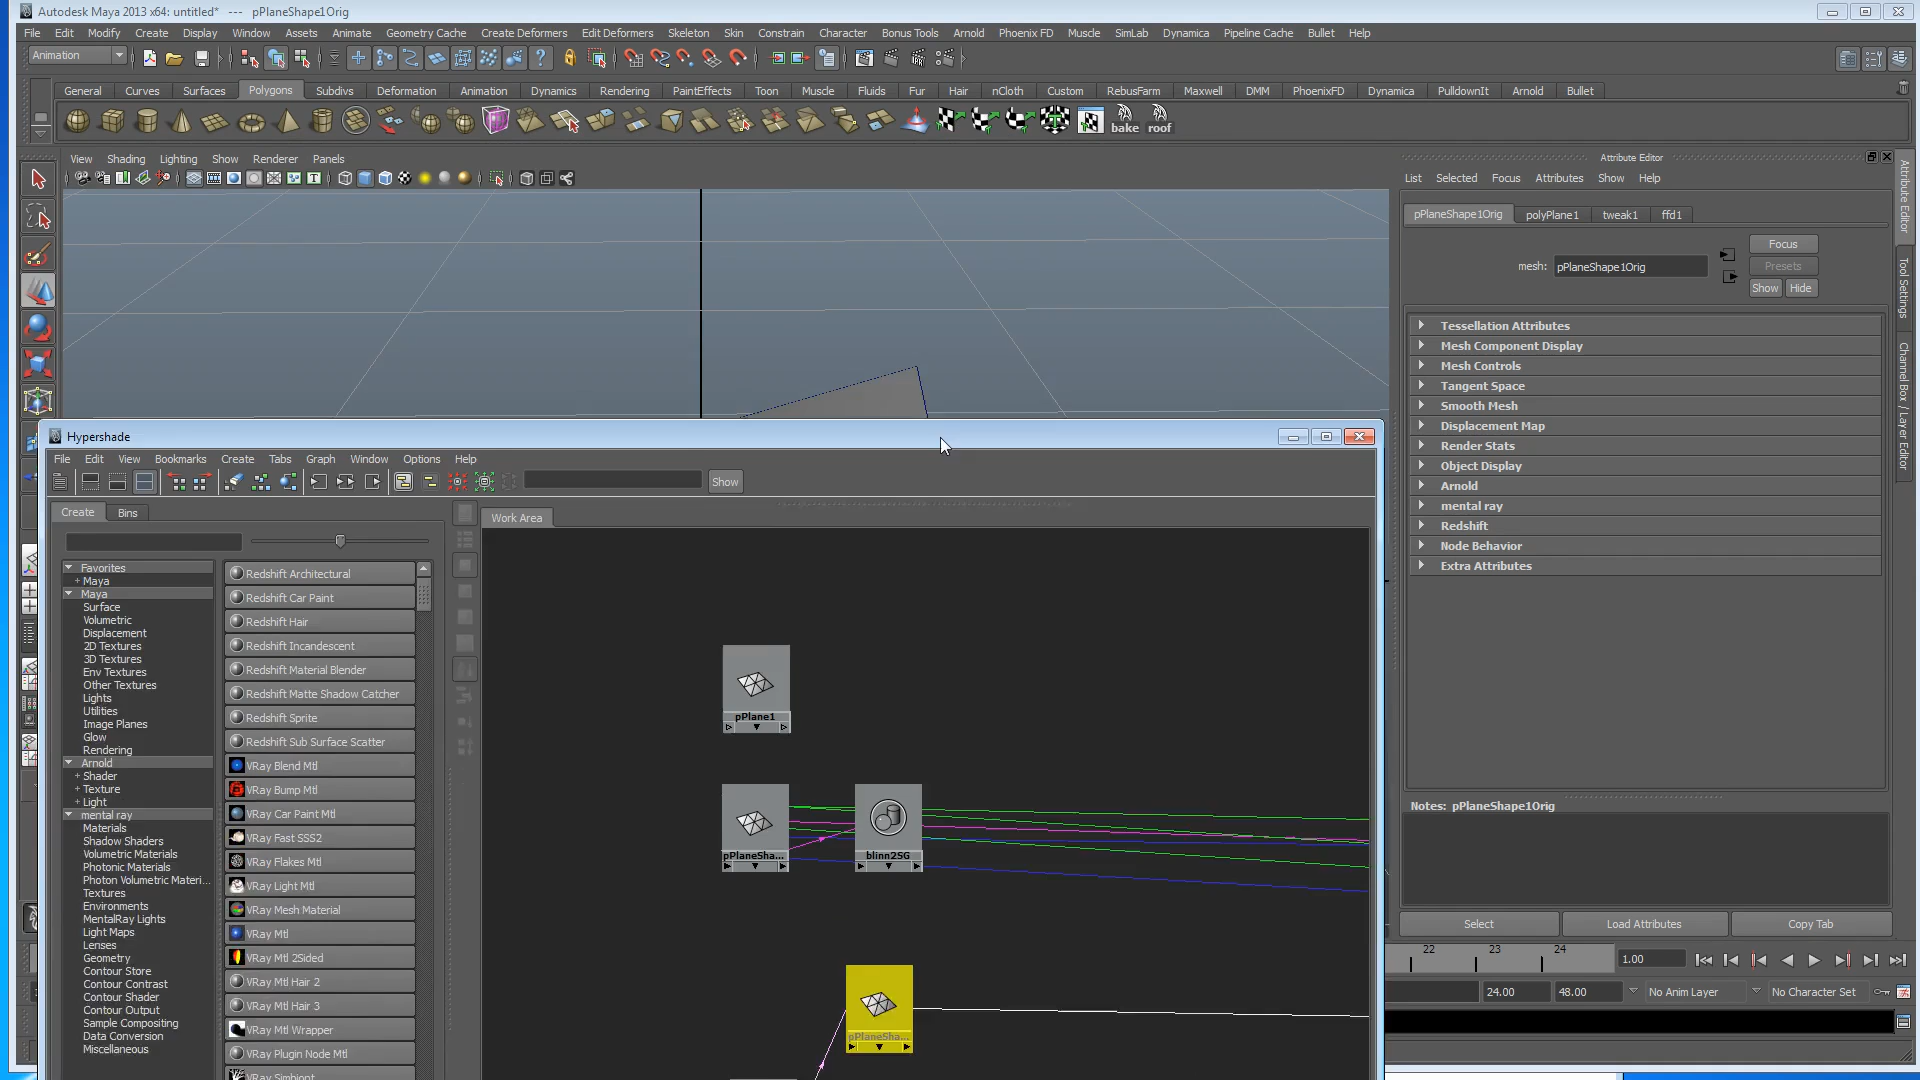 Autodesk Maya 2013 x64: untitled* --- pPlaneShape1Orig
File Edit Modify Create Display Window Assets Animate Geometry Cache Create Deformers Edit Deformers Skeleton Skin Constrain Character Bonus Tools Arnold Phoenix FD Muscle SimLab Dynamica Pipeline Cache Bullet Help
Animation
General Curves Surfaces Polygons Subdivs Deformation Animation Dynamics Rendering PaintEffects Toon Muscle Fluids Fur Hair nCloth Custom RebusFarm Maxwell DMM PhoenixFD Dynamica PulldownIt Arnold Bullet
bake roof
View Shading Lighting Show Renderer Panels
Attribute Editor
List Selected Focus Attributes Show Help
pPlaneShape1Orig polyPlane1 tweak1 ffd1
Focus
mesh: pPlaneShape1Orig
Presets
Show Hide
Tessellation Attributes
Mesh Component Display
Mesh Controls
Tangent Space
Smooth Mesh
Displacement Map
Render Stats
Object Display
Arnold
mental ray
Redshift
Node Behavior
Extra Attributes
Notes: pPlaneShape1Orig
Select Load Attributes Copy Tab
Attribute Editor
Tool Settings
Channel Box / Layer Editor
22 23 24 1.00
24.00 48.00 No Anim Layer No Character Set
Hypershade
File Edit View Bookmarks Create Tabs Graph Window Options Help
Show
Create Bins
Work Area
Favorites
+ Maya
Maya
Surface
Volumetric
Displacement
2D Textures
3D Textures
Env Textures
Other Textures
Lights
Utilities
Image Planes
Glow
Rendering
Arnold
+ Shader
+ Texture
+ Light
mental ray
Materials
Shadow Shaders
Volumetric Materials
Photonic Materials
Photon Volumetric Materi...
Textures
Environments
MentalRay Lights
Light Maps
Lenses
Geometry
Contour Store
Contour Contrast
Contour Shader
Contour Output
Sample Compositing
Data Conversion
Miscellaneous
Redshift Architectural
Redshift Car Paint
Redshift Hair
Redshift Incandescent
Redshift Material Blender
Redshift Matte Shadow Catcher
Redshift Sprite
Redshift Sub Surface Scatter
VRay Blend Mtl
VRay Bump Mtl
VRay Car Paint Mtl
VRay Fast SSS2
VRay Flakes Mtl
VRay Light Mtl
VRay Mesh Material
VRay Mtl
VRay Mtl 2Sided
VRay Mtl Hair 2
VRay Mtl Hair 3
VRay Mtl Wrapper
VRay Plugin Node Mtl
VRay Simbiont
pPlane1
pPlaneSha... blinn2SG
pPlaneSha...